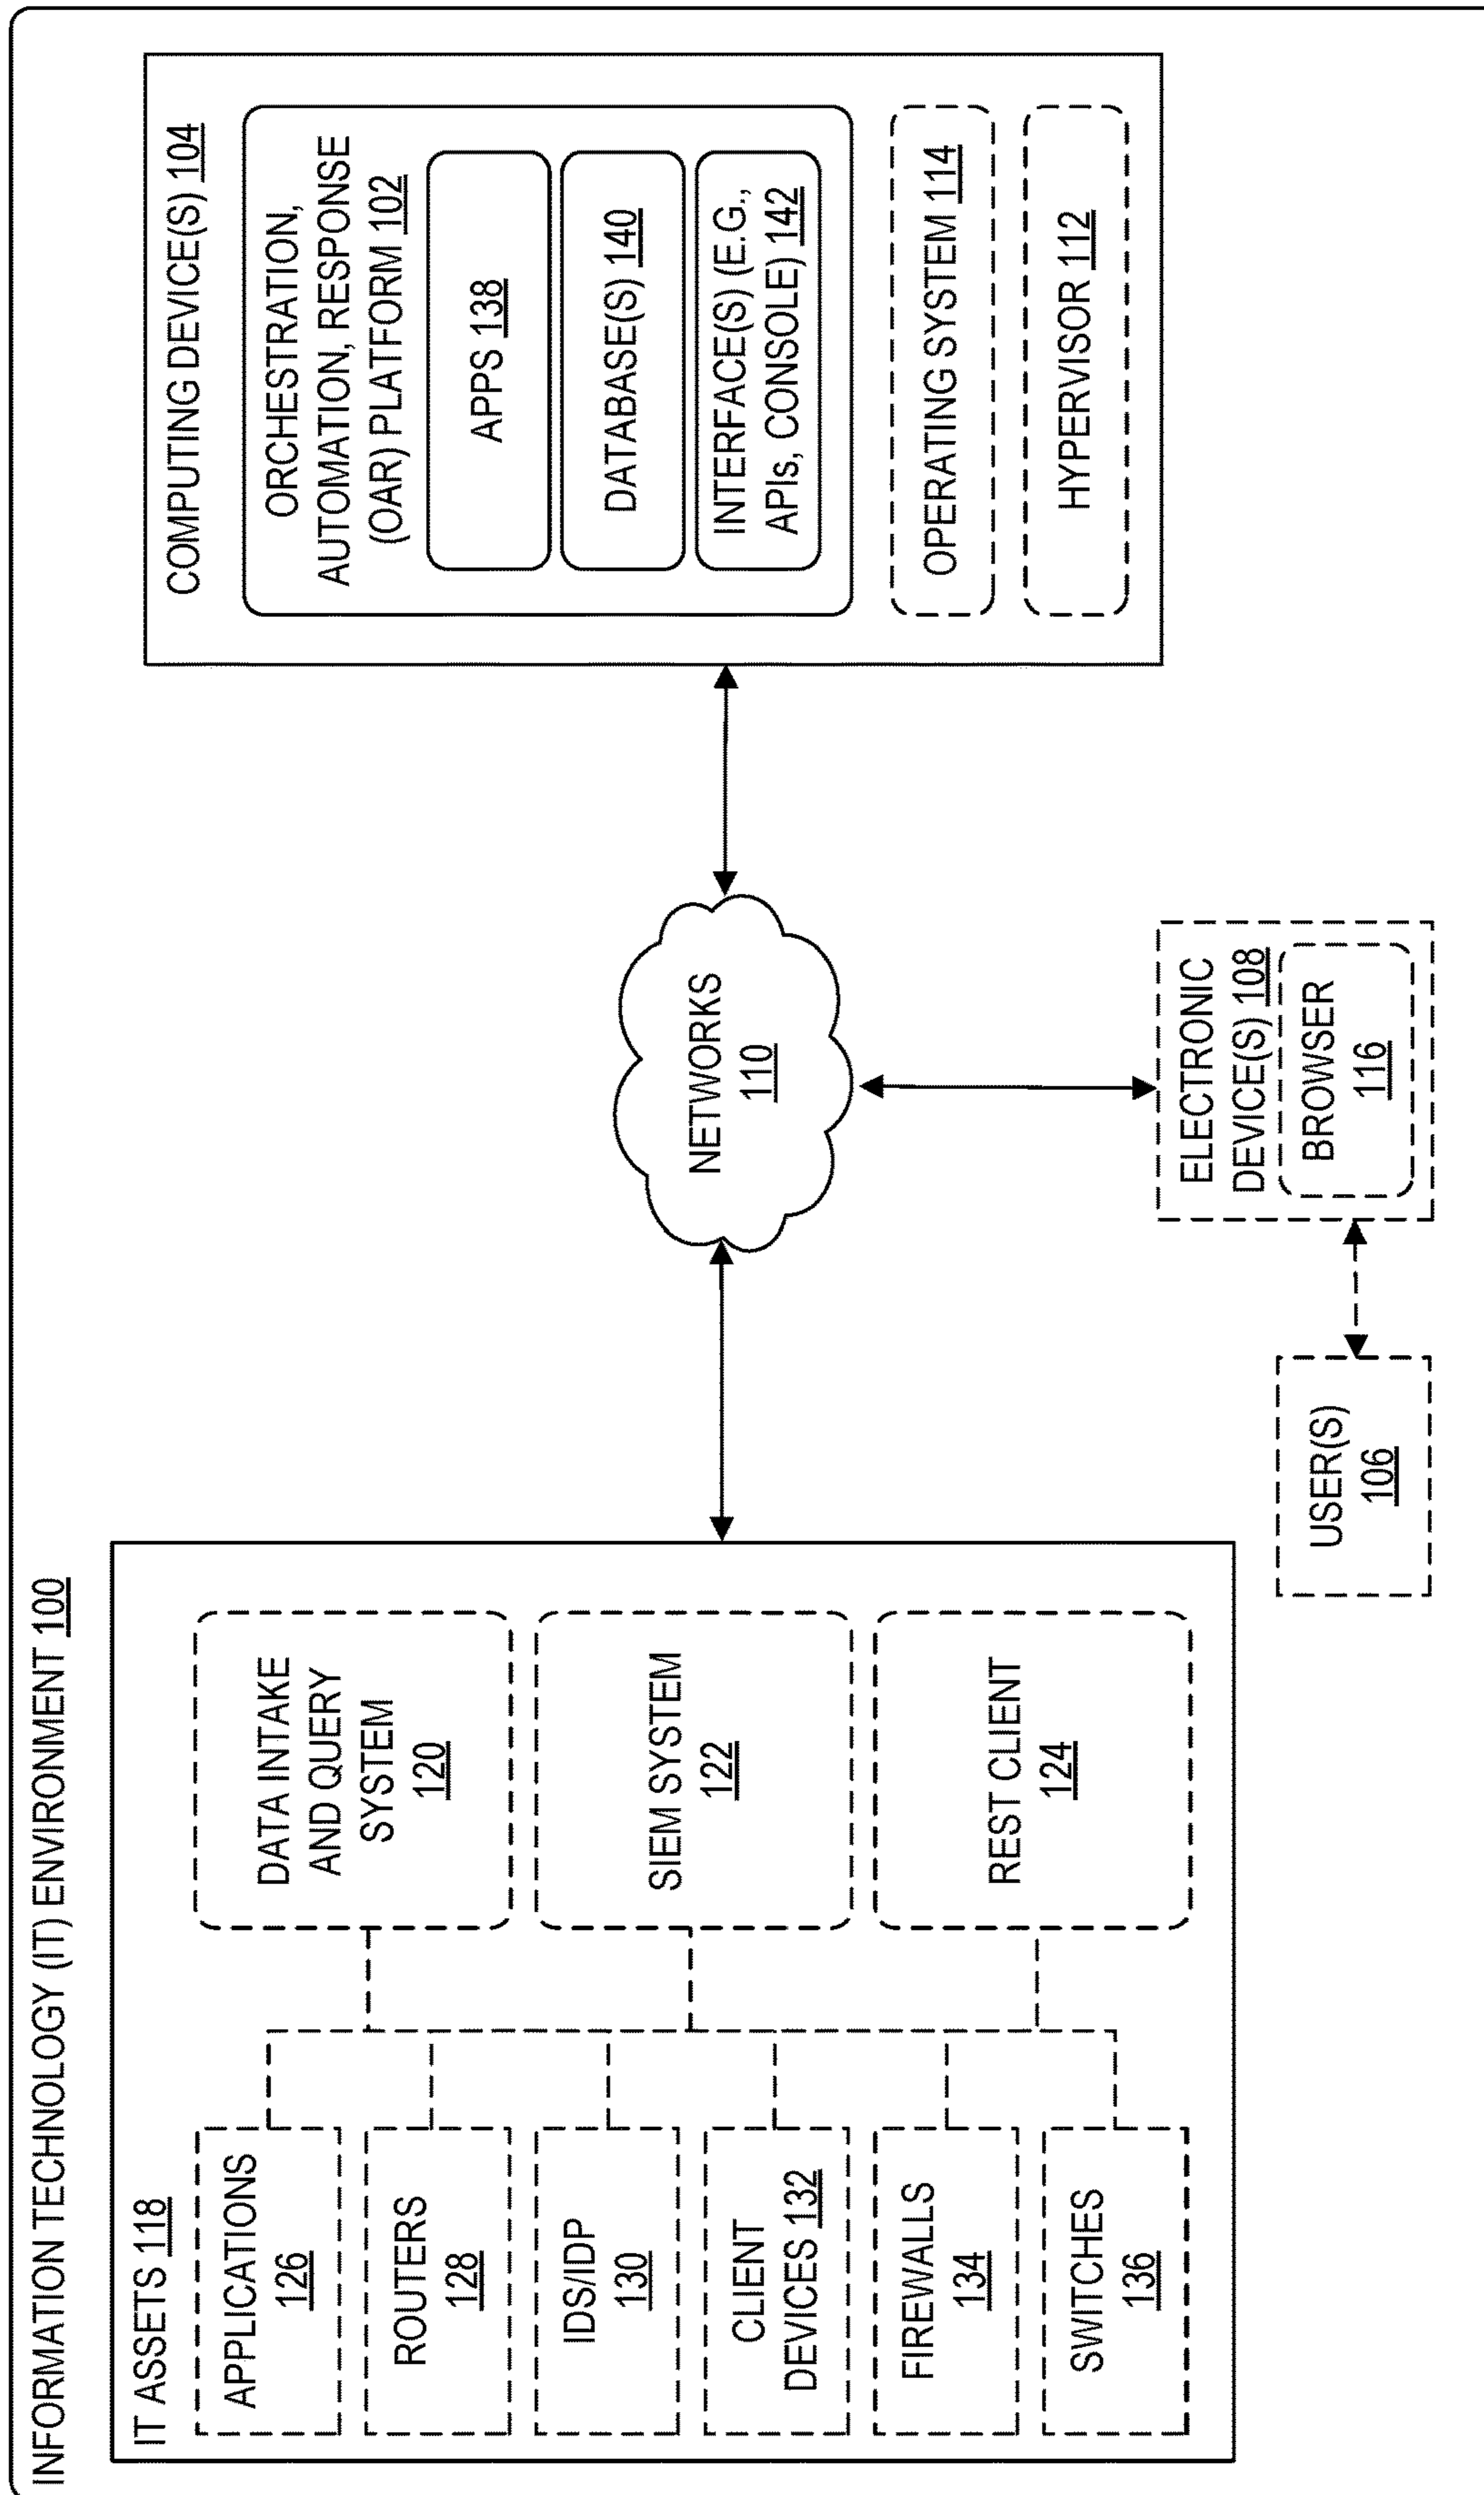 INFORMATION TECHNOLOGY (IT) ENVIRONMENT 100
IT ASSETS 118
APPLICATIONS
126
ROUTERS
128
IDS/IDP
130
CLIENT
DEVICES 132
FIREWALLS
134
SWITCHES
136
DATA INTAKE
AND QUERY
SYSTEM
120
SIEM SYSTEM
122
REST CLIENT
124
NETWORKS
110
USER(S)
106
ELECTRONIC
DEVICE(S) 108
BROWSER
116
COMPUTING DEVICE(S) 104
ORCHESTRATION,
AUTOMATION, RESPONSE
(OAR) PLATFORM 102
APPS 138
DATABASE(S) 140
INTERFACE(S) (E.G.,
APIs, CONSOLE) 142
OPERATING SYSTEM 114
HYPERVISOR 112